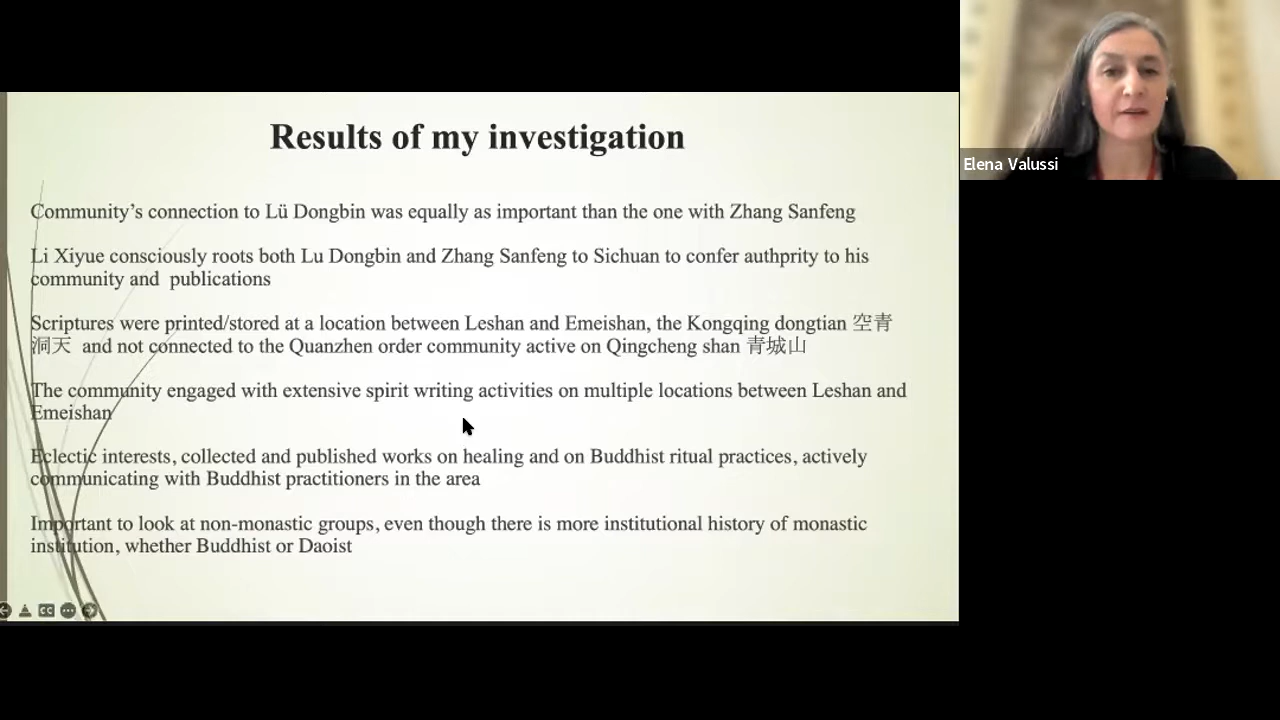 Results of my investigation
Community’s connection to Lü Dongbin was equally as important than the one with Zhang Sanfeng
Li Xiyue consciously roots both Lu Dongbin and Zhang Sanfeng to Sichuan to confer authprity to his
community and  publications
Scriptures were printed/stored at a location between Leshan and Emeishan, the Kongqing dongtian 空青
洞天  and not connected to the Quanzhen order community active on Qingcheng shan 青城山
The community engaged with extensive spirit writing activities on multiple locations between Leshan and
Emeishan
Eclectic interests, collected and published works on healing and on Buddhist ritual practices, actively
communicating with Buddhist practitioners in the area
Important to look at non-monastic groups, even though there is more institutional history of monastic
institution, whether Buddhist or Daoist
CC
Elena Valussi